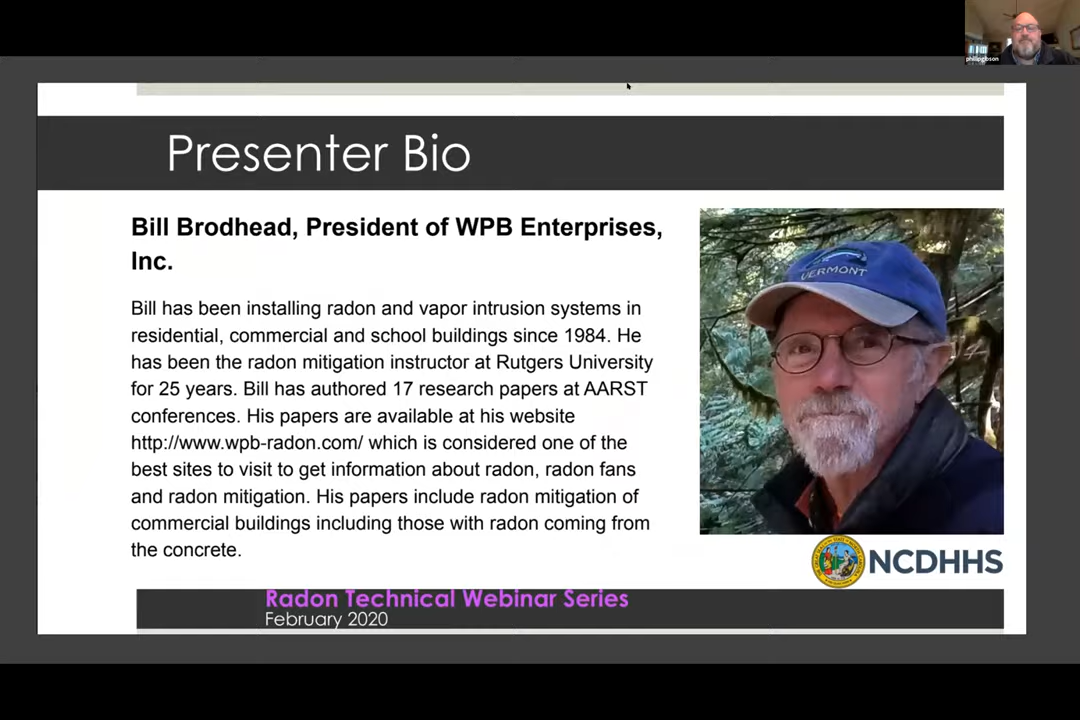 phillipgibson
Presenter Bio
Bill Brodhead, President of WPB Enterprises,
Inc.
Bill has been installing radon and vapor intrusion systems in
residential, commercial and school buildings since 1984. He
has been the radon mitigation instructor at Rutgers University
for 25 years. Bill has authored 17 research papers at AARST
conferences. His papers are available at his website
http://www.wpb-radon.com/ which is considered one of the
best sites to visit to get information about radon, radon fans
and radon mitigation. His papers include radon mitigation of
commercial buildings including those with radon coming from
the concrete.
VERMONT
NCDHHS
Radon Technical Webinar Series
February 2020